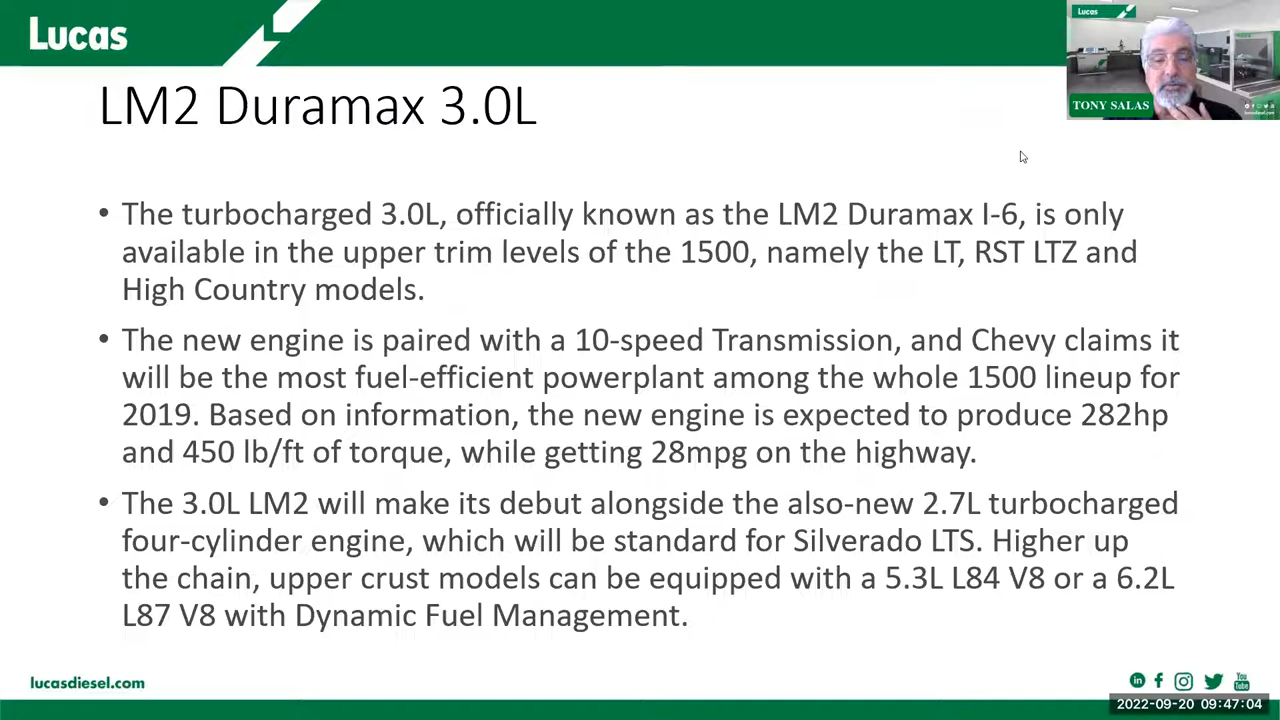 Lucas
Lucas
TONY SALAS
LM2 Duramax 3.0L
• The turbocharged 3.0L, officially known as the LM2 Duramax I-6, is only
available in the upper trim levels of the 1500, namely the LT, RST LTZ and
High Country models.
• The new engine is paired with a 10-speed Transmission, and Chevy claims it
will be the most fuel-efficient powerplant among the whole 1500 lineup for
2019. Based on information, the new engine is expected to produce 282hp
and 450 lb/ft of torque, while getting 28mpg on the highway.
• The 3.0L LM2 will make its debut alongside the also-new 2.7L turbocharged
four-cylinder engine, which will be standard for Silverado LTS. Higher up
the chain, upper crust models can be equipped with a 5.3L L84 V8 or a 6.2L
L87 V8 with Dynamic Fuel Management.
lucasdiesel.com
in f You Tube
2022-09-20 09:47:04